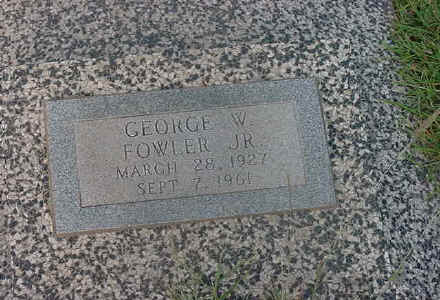 GEORGE W.
FOWLER JR.
MARCH 28, 1927
SEPT 7, 1961